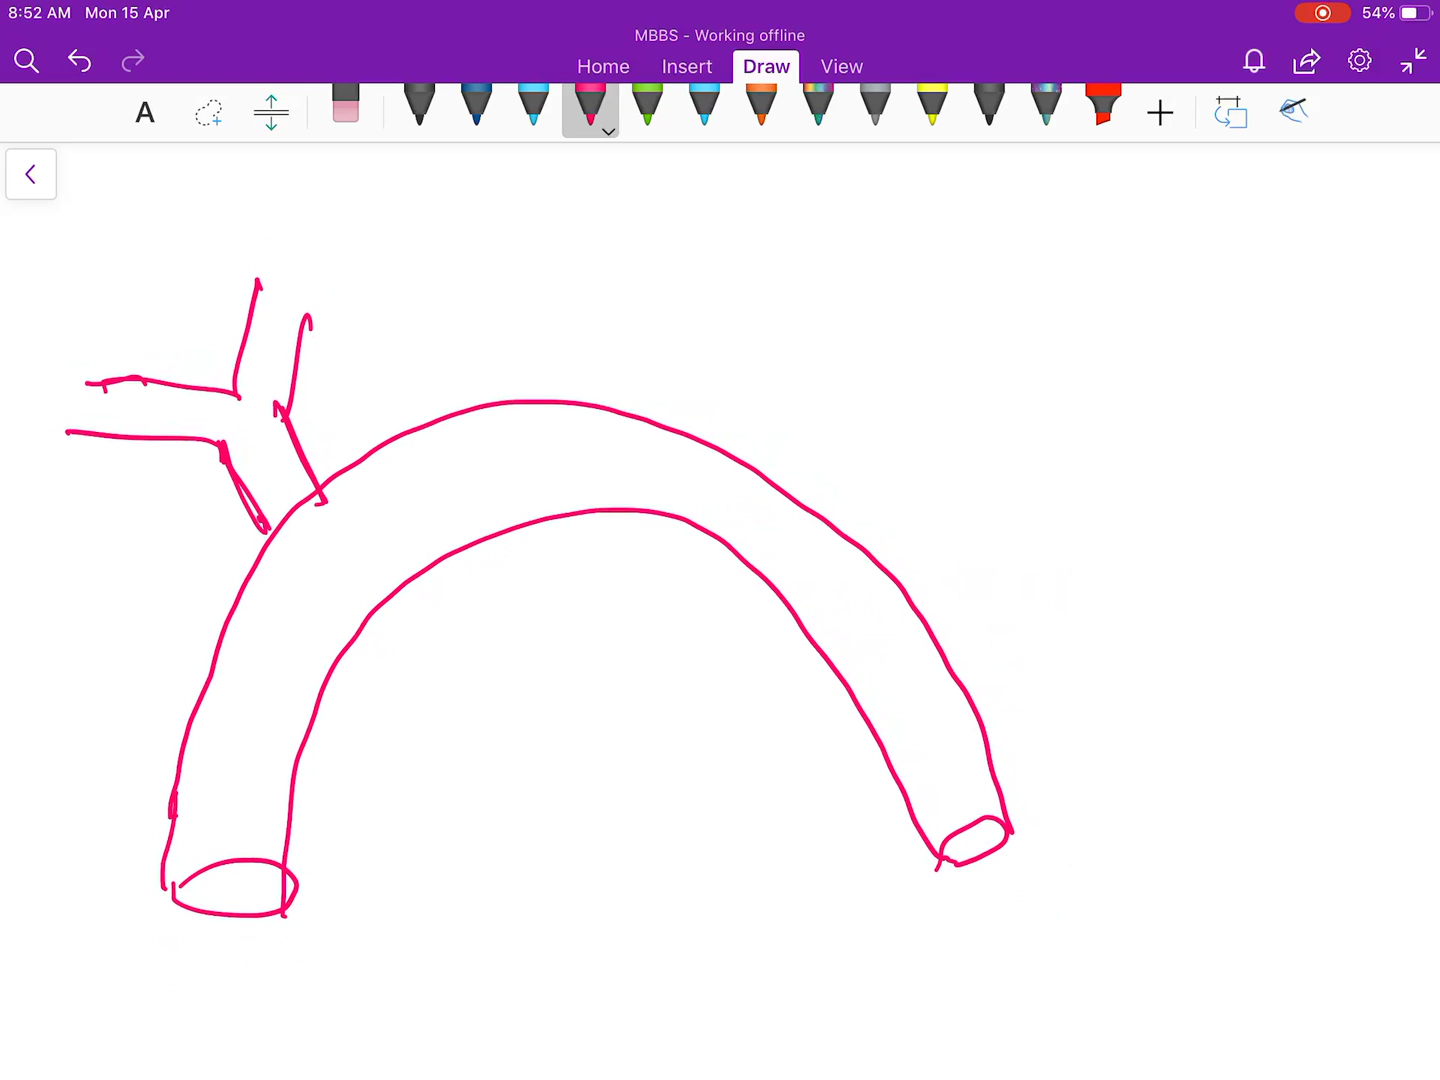 8:52 AM Mon 15 Apr
54%
MBBS - Working offline
Home Insert Draw View
A